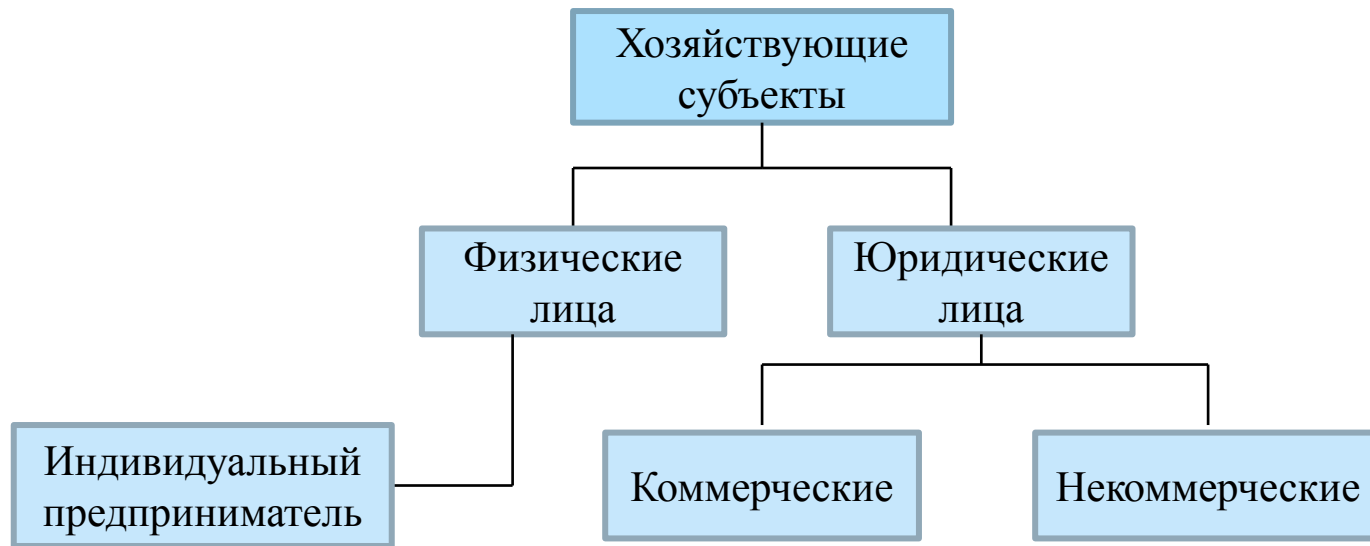 Хозяйствующие
субъекты
Физические
лица
Юридические
лица
Индивидуальный
предприниматель
Коммерческие
Некоммерческие